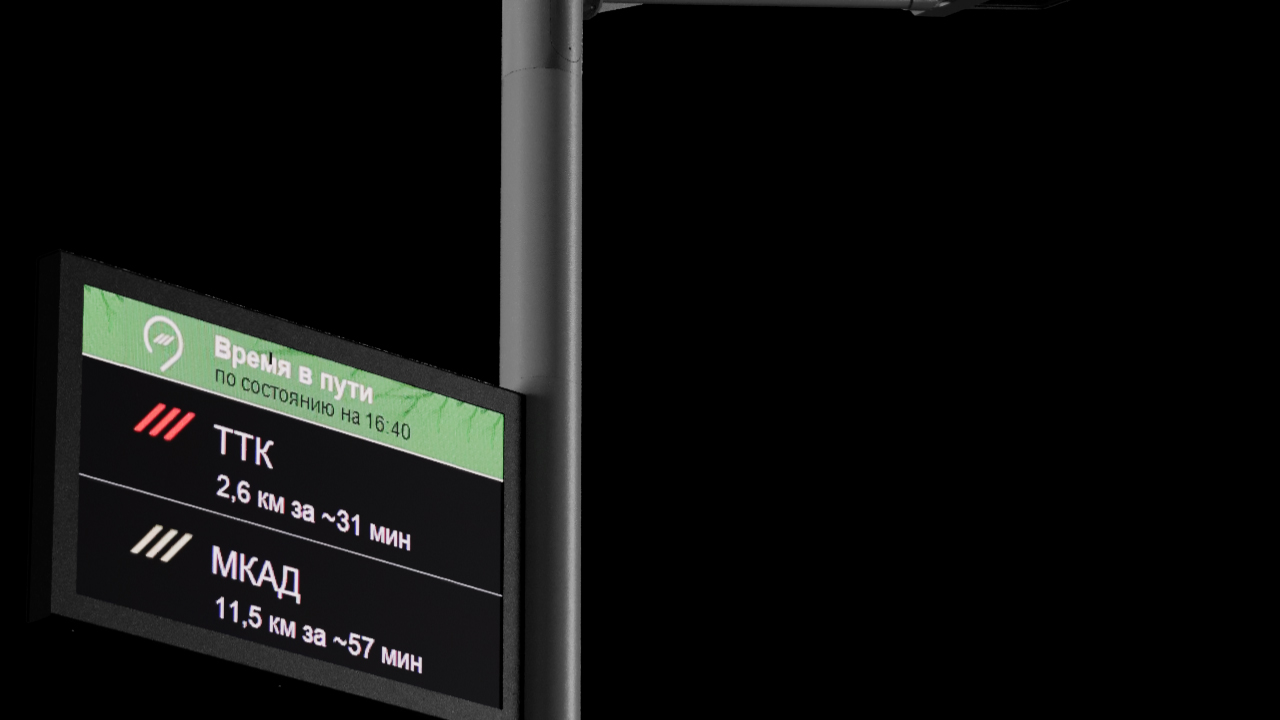 Время в пути
по состоянию на 16:40
ТТК
2,6 км за ~31 мин
МКАД
11,5 км за ~57 мин